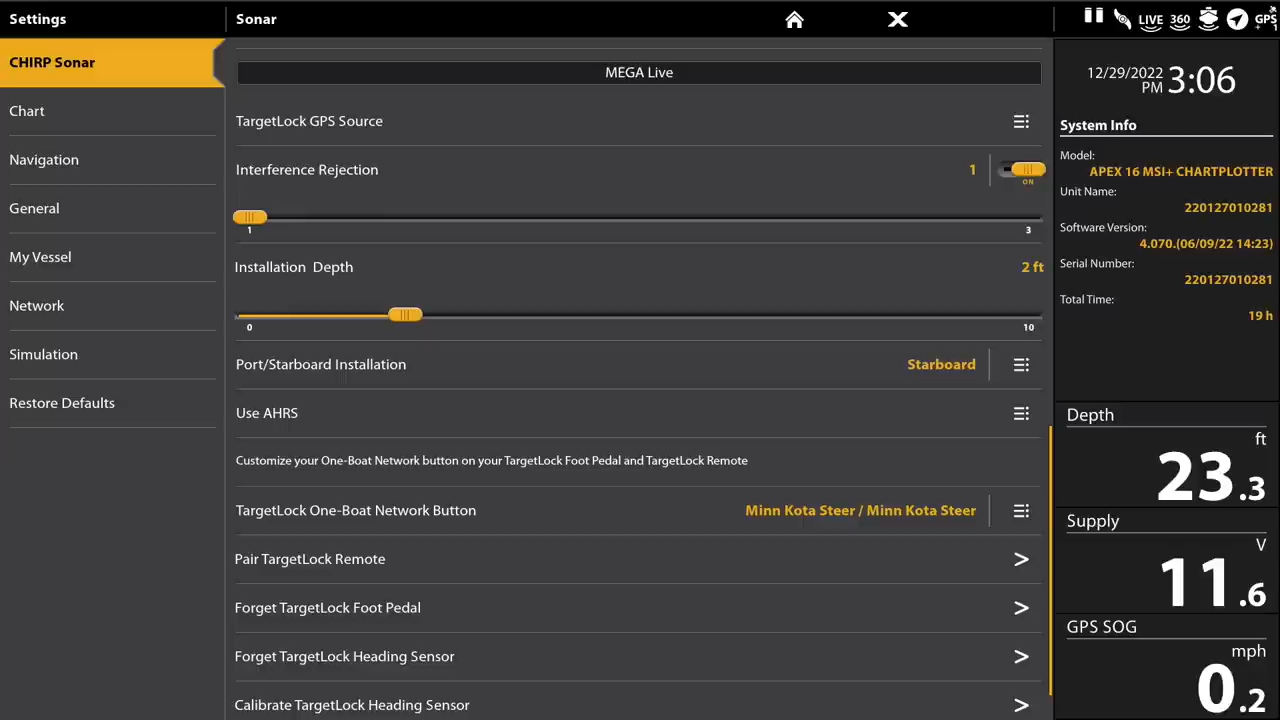 Settings
Sonar
LIVE 360 GPS
CHIRP Sonar
Chart
Navigation
General
My Vessel
Network
Simulation
Restore Defaults
MEGA Live
TargetLock GPS Source
Interference Rejection 1
ON
1 3
Installation Depth 2 ft
0 10
Port/Starboard Installation Starboard
Use AHRS
Customize your One-Boat Network button on your TargetLock Foot Pedal and TargetLock Remote
TargetLock One-Boat Network Button Minn Kota Steer / Minn Kota Steer
Pair TargetLock Remote >
Forget TargetLock Foot Pedal >
Forget TargetLock Heading Sensor >
Calibrate TargetLock Heading Sensor >
12/29/2022
PM 3:06
System Info
Model:
APEX 16 MSI+ CHARTPLOTTER
Unit Name:
220127010281
Software Version:
4.070.(06/09/22 14:23)
Serial Number:
220127010281
Total Time:
19 h
Depth
ft
23.3
Supply
V
11.6
GPS SOG
mph
0.2